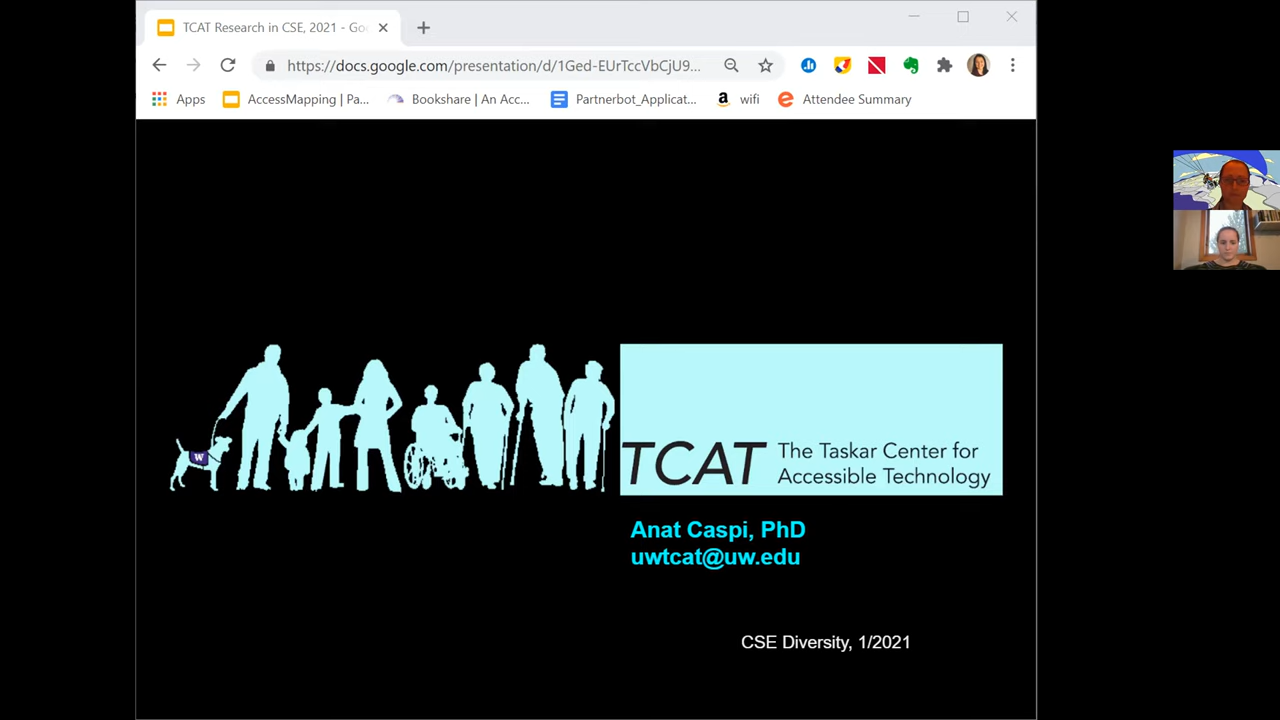 TCAT Research in CSE, 2021 - Go
https://docs.google.com/presentation/d/1Ged-EUrTccVbCjU9...
Apps
AccessMapping | Pa...
Bookshare | An Acc...
Partnerbot_Applicat...
wifi
Attendee Summary
W
TCAT
The Taskar Center for
Accessible Technology
Anat Caspi, PhD
uwtcat@uw.edu
CSE Diversity, 1/2021